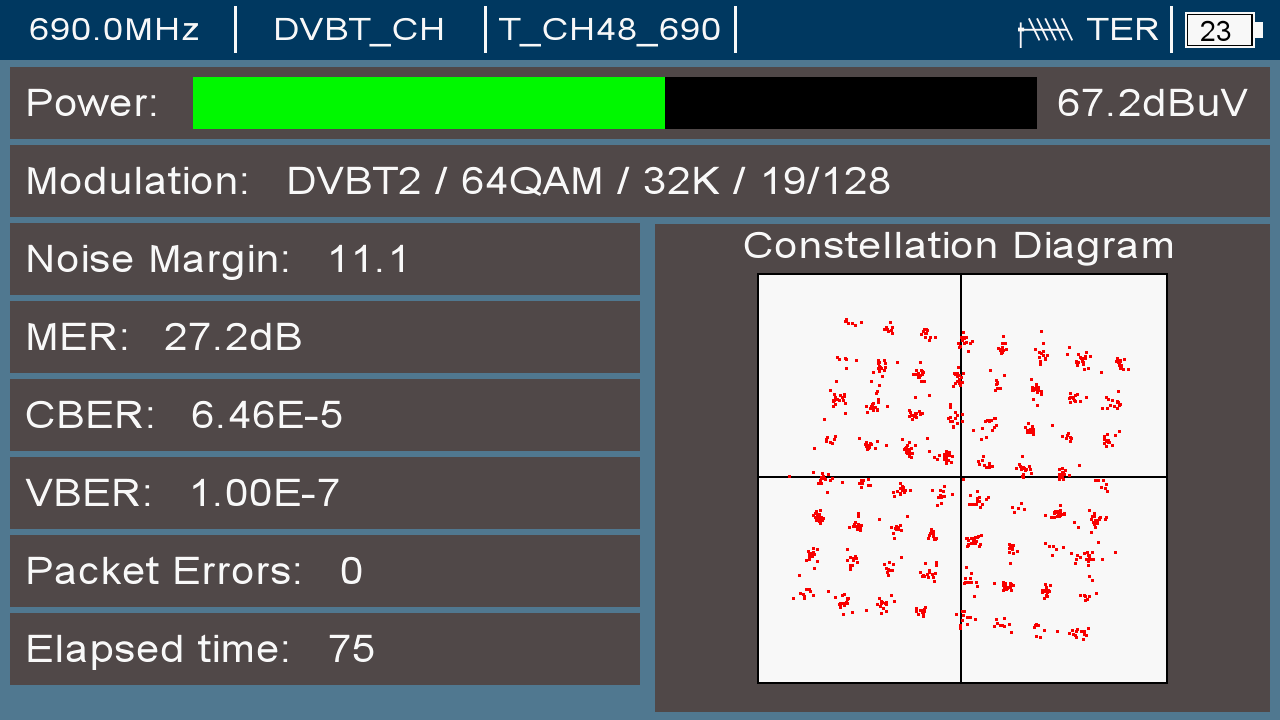 690.0MHz DVBT_CH T_CH48_690 TER 23
Power: 67.2dBuV
Modulation: DVBT2 / 64QAM / 32K / 19/128
Noise Margin: 11.1
MER: 27.2dB
CBER: 6.46E-5
VBER: 1.00E-7
Packet Errors: 0
Elapsed time: 75
Constellation Diagram